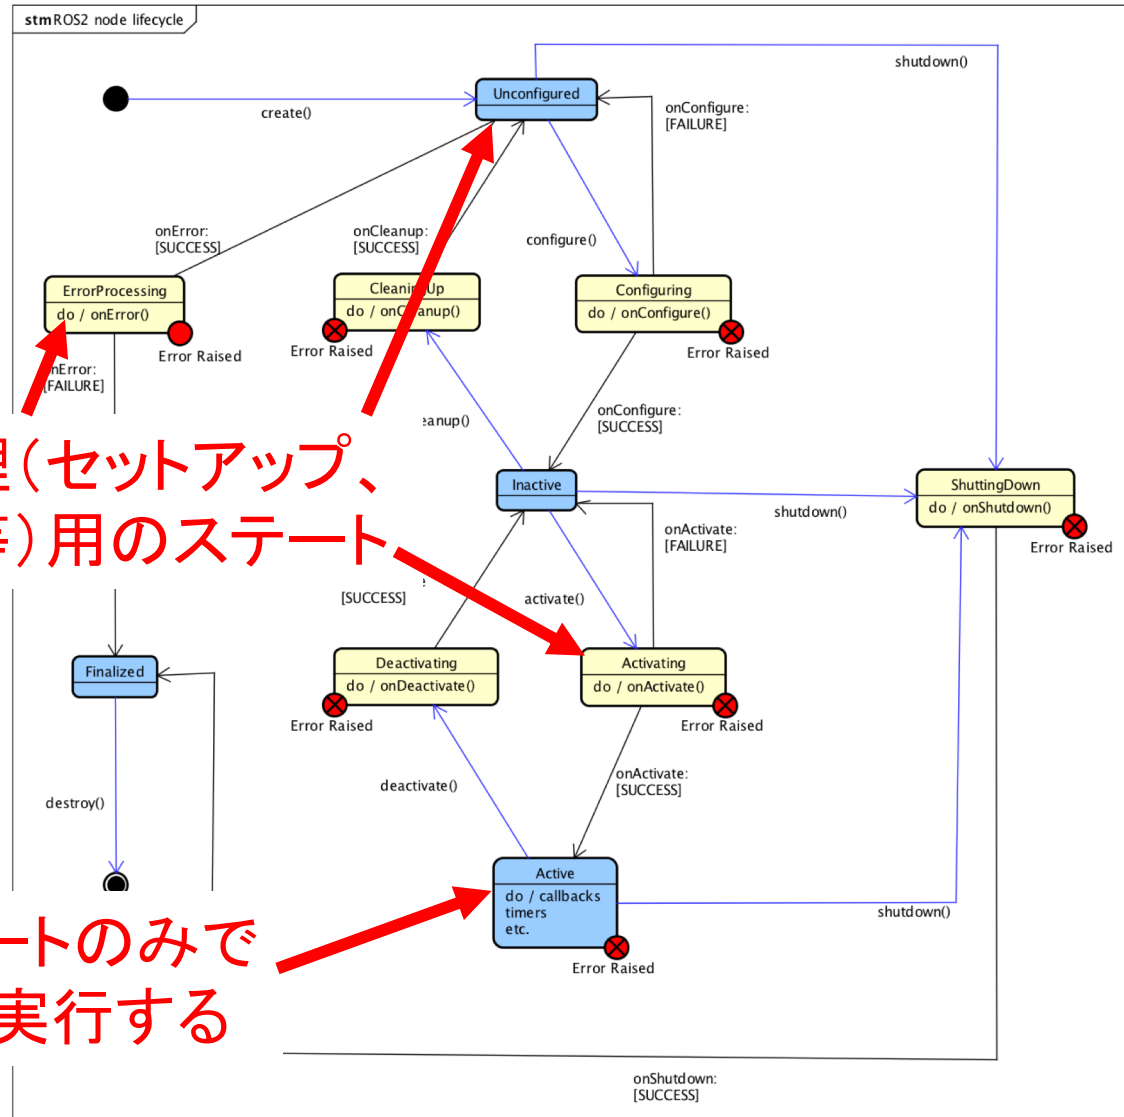 stm ROS2 node lifecycle
shutdown()
Unconfigured
create()
onConfigure:
[FAILURE]
onError:
[SUCCESS]
onCleanup:
[SUCCESS]
configure()
ErrorProcessing
do / onError()
Error Raised
do /
Error Raised
Configuring
do / onConfigure()
Error Raised
[FAILURE]
onConfigure:
[SUCCESS]
eanup()
理(セットアップ、
等)用のステート
Inactive
shutdown()
ShuttingDown
do / onShutdown()
Error Raised
onActivate:
[FAILURE]
[SUCCESS]
activate()
Finalized
Deactivating
do / onDeactivate()
Error Raised
Activating
do / onActivate()
Error Raised
onActivate:
[SUCCESS]
deactivate()
destroy()
Active
do / callbacks
timers
etc.
Error Raised
shutdown()
ートのみで
実行する
onShutdown:
[SUCCESS]